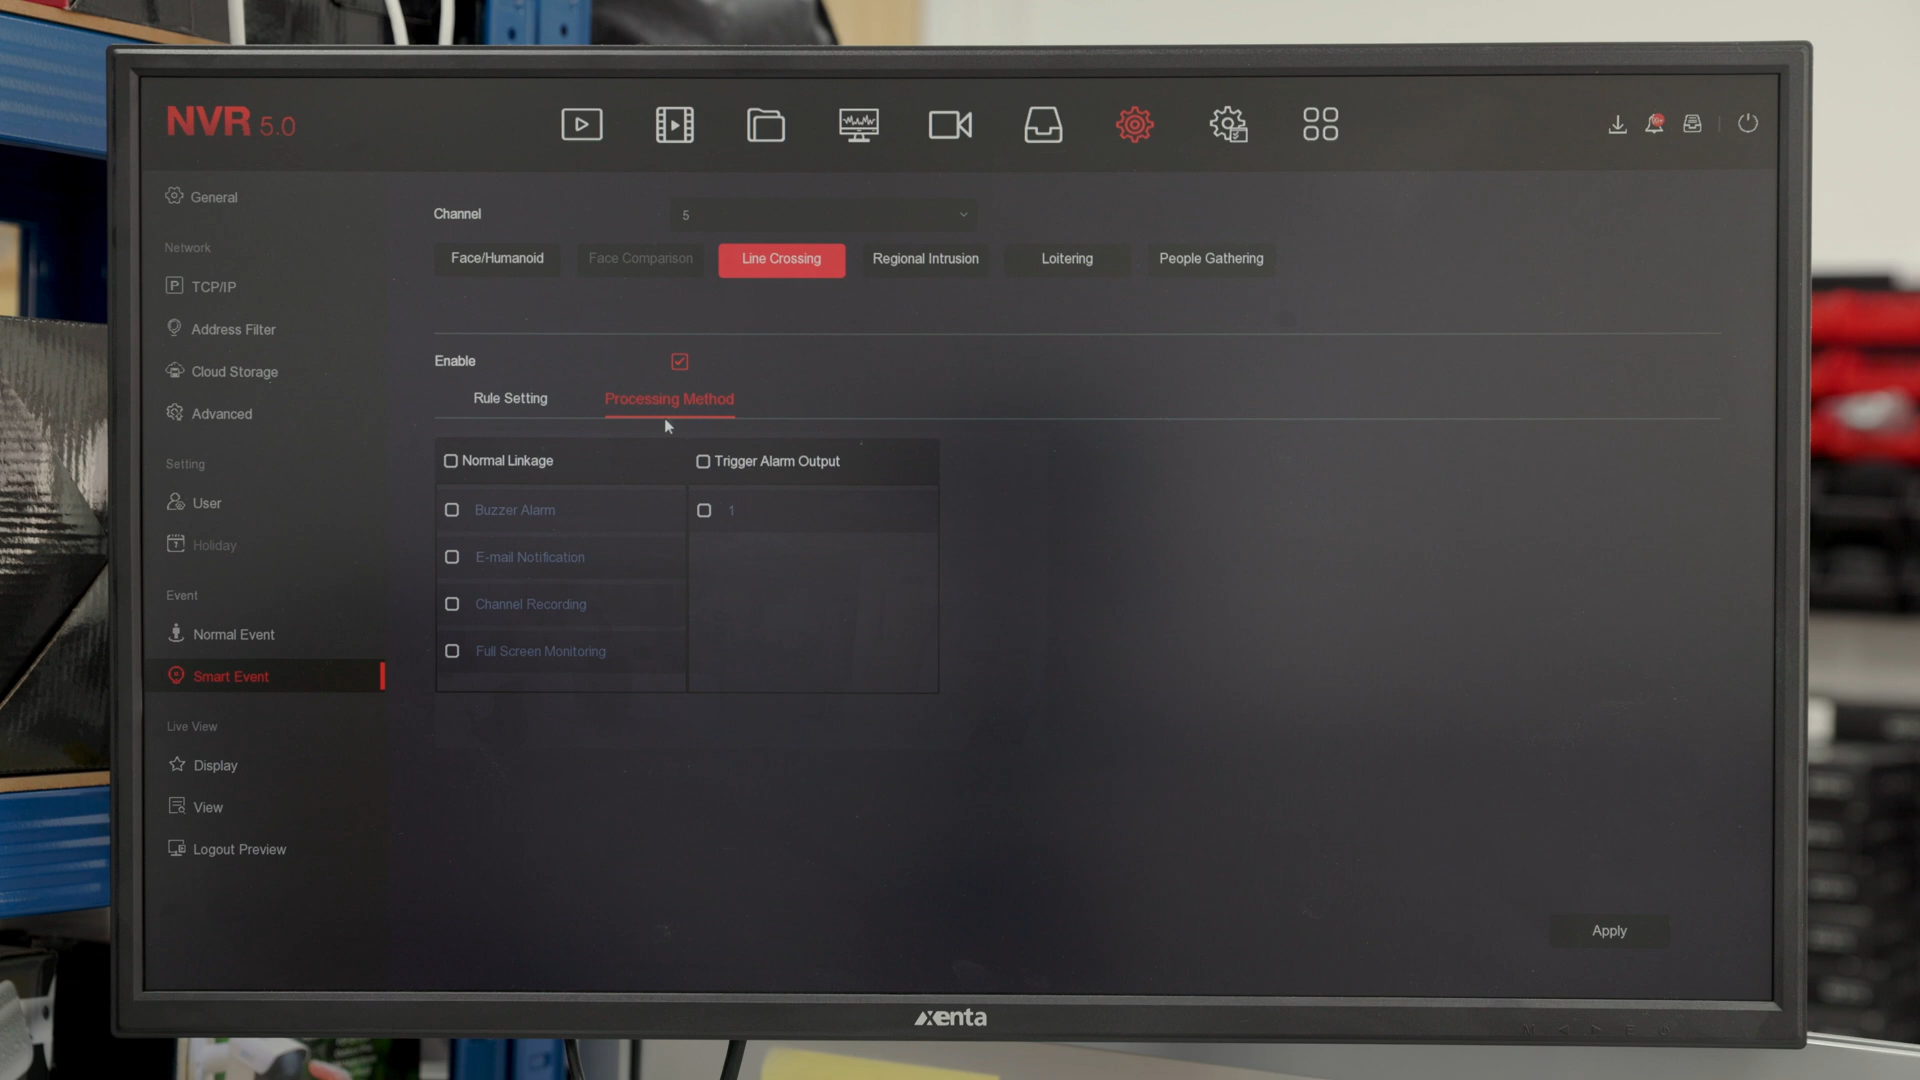 NVR 5.0
General
Network
TCP/IP
Address Filter
Cloud Storage
Advanced
Setting
User
Holiday
Event
Normal Event
Smart Event
Live View
Display
View
Logout Preview
Channel
5
Face/Humanoid
Face Comparison
Line Crossing
Regional Intrusion
Loitering
People Gathering
Enable
Rule Setting
Processing Method
Normal Linkage
Trigger Alarm Output
Buzzer Alarm
1
E-mail Notification
Channel Recording
Full Screen Monitoring
Apply
xenta